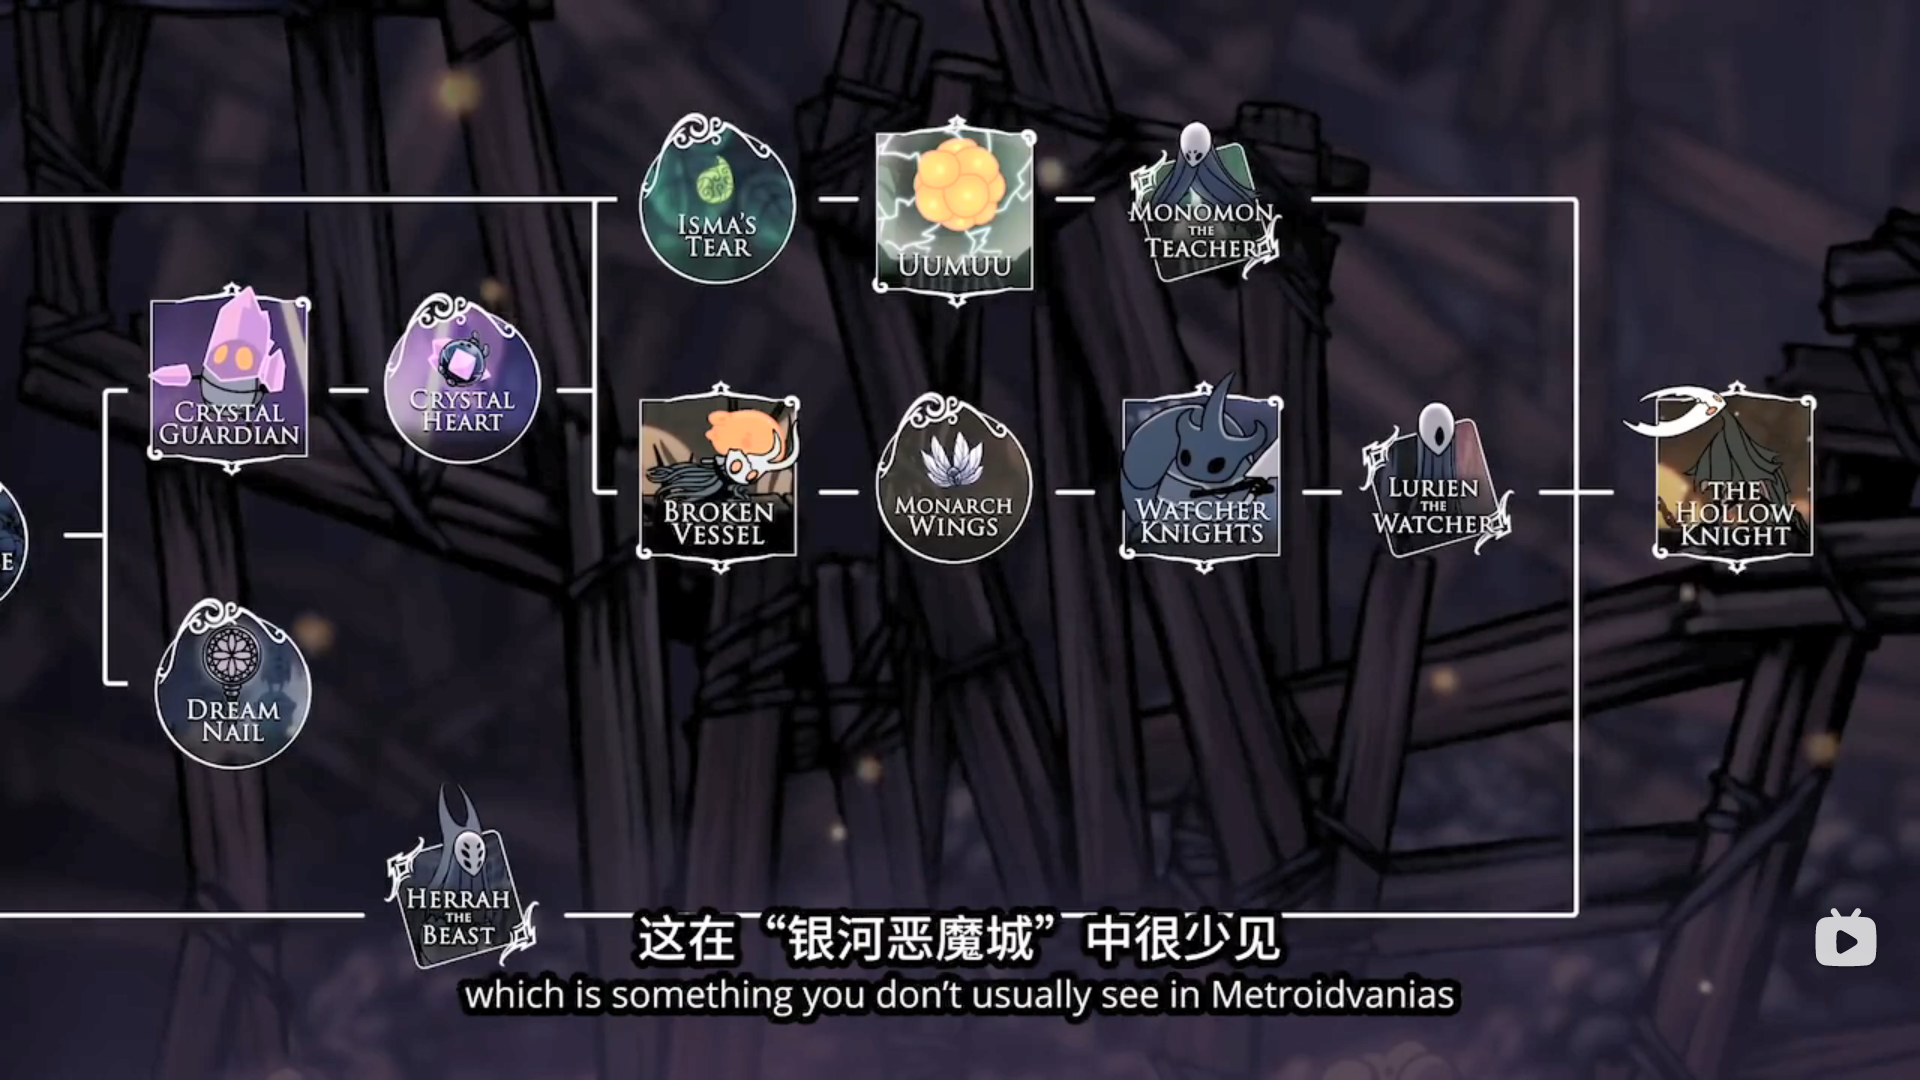 ISMA'S
TEAR
UUMUU
MONOMON
THE
TEACHER
CRYSTAL
GUARDIAN
CRYSTAL
HEART
BROKEN
VESSEL
MONARCH
WINGS
WATCHER
KNIGHTS
LURIEN
THE
WATCHER
THE
HOLLOW
KNIGHT
E
DREAM
NAIL
HERRAH
THE
BEAST
这在“银河恶魔城”中很少见
which is something you don't usually see in Metroidvanias